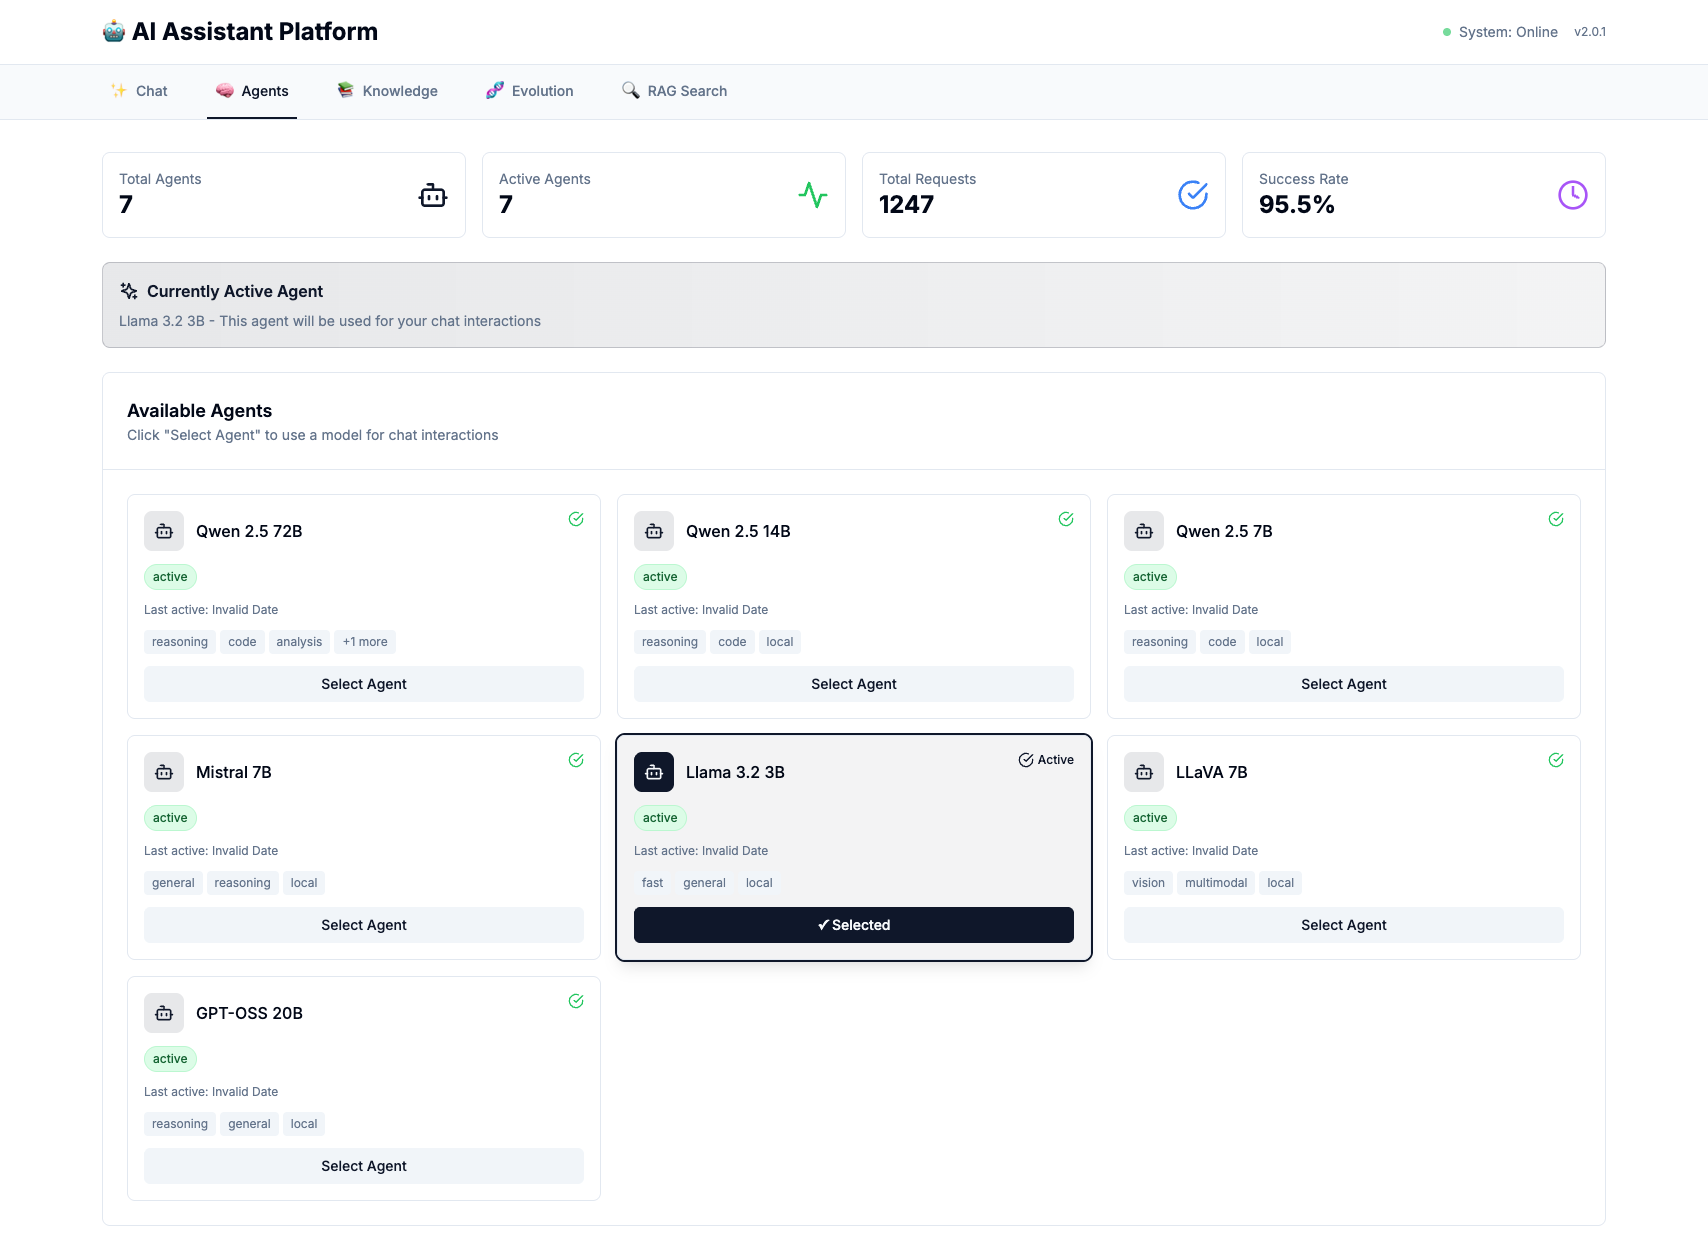 AI Assistant Platform
System: Online v2.0.1
Chat Agents Knowledge Evolution RAG Search
Total Agents
7
Active Agents
7
Total Requests
1247
Success Rate
95.5%
Currently Active Agent
Llama 3.2 3B - This agent will be used for your chat interactions
Available Agents
Click "Select Agent" to use a model for chat interactions
Qwen 2.5 72B
active
Last active: Invalid Date
reasoning code analysis +1 more
Select Agent
Qwen 2.5 14B
active
Last active: Invalid Date
reasoning code local
Select Agent
Qwen 2.5 7B
active
Last active: Invalid Date
reasoning code local
Select Agent
Mistral 7B
active
Last active: Invalid Date
general reasoning local
Select Agent
Llama 3.2 3B
Active
active
Last active: Invalid Date
fast general local
✓ Selected
LLaVA 7B
active
Last active: Invalid Date
vision multimodal local
Select Agent
GPT-OSS 20B
active
Last active: Invalid Date
reasoning general local
Select Agent